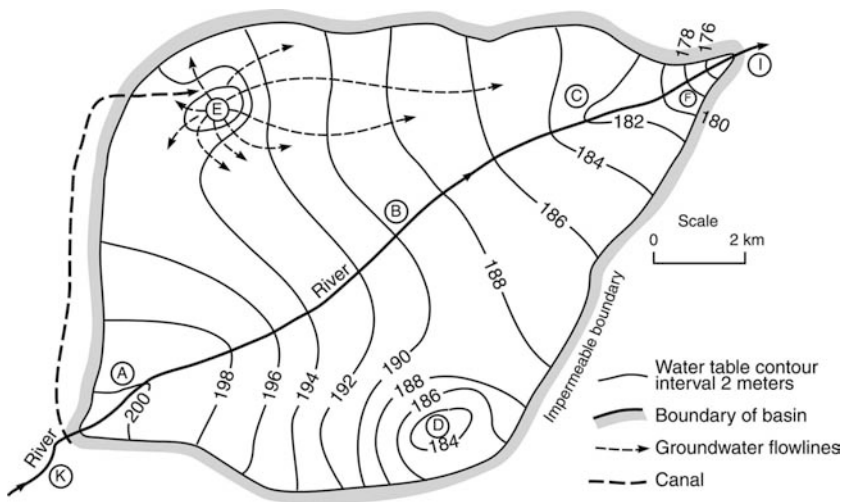 178
176
I
C
F
E
182
180
184
Scale
0 2 km
186
B
188
River
Impermeable boundary
190
A
198
196
194
192
188
186
200
D
184
River
K
Water table contour
interval 2 meters
Boundary of basin
Groundwater flowlines
Canal